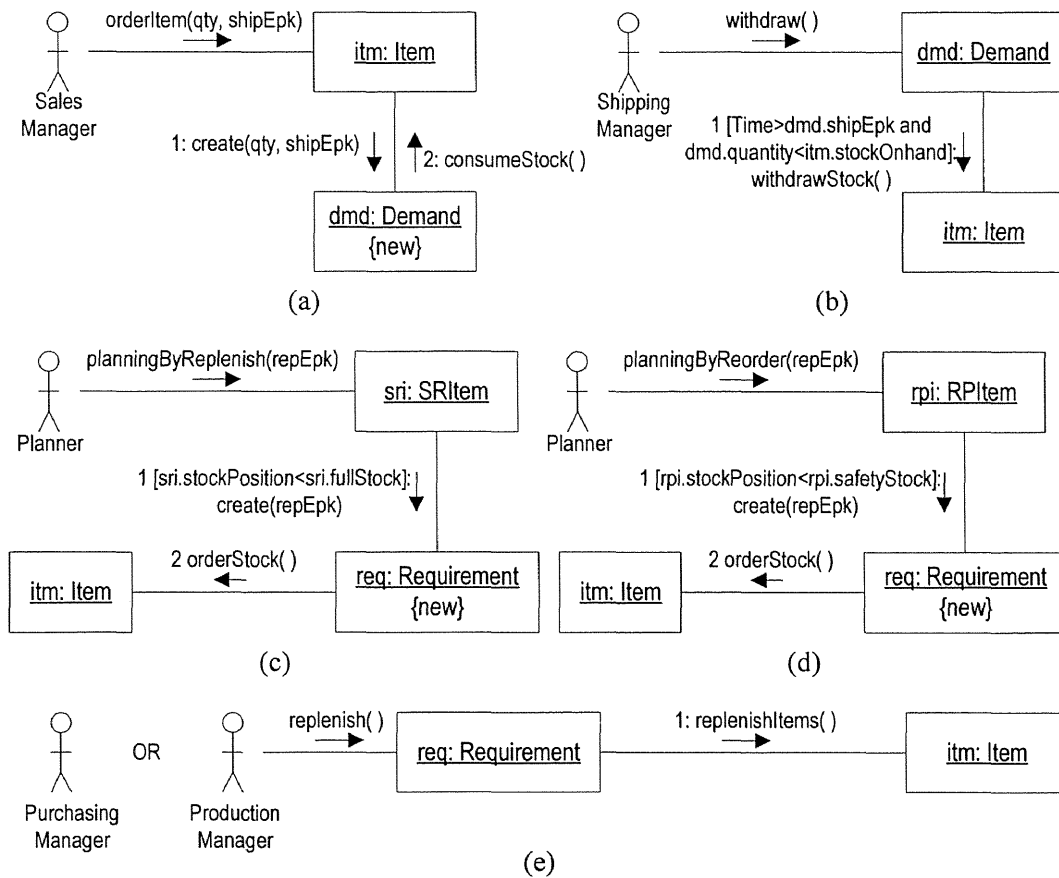 orderItem(qty, shipEpk)
itm: Item
Sales
Manager
1: create(qty, shipEpk)
2: consumeStock( )
dmd: Demand
{new}
(a)
withdraw( )
dmd: Demand
Shipping
Manager
1 [Time>dmd.shipEpk and
dmd.quantity<itm.stockOnhand]:
withdrawStock( )
itm: Item
(b)
planningByReplenish(repEpk)
sri: SRItem
Planner
1 [sri.stockPosition<sri.fullStock]:
create(repEpk)
2 orderStock( )
itm: Item
req: Requirement
{new}
(c)
planningByReorder(repEpk)
rpi: RPItem
Planner
1 [rpi.stockPosition<rpi.safetyStock]:
create(repEpk)
2 orderStock( )
itm: Item
req: Requirement
{new}
(d)
OR
replenish( )
req: Requirement
1: replenishItems( )
itm: Item
Purchasing
Manager
Production
Manager
(e)